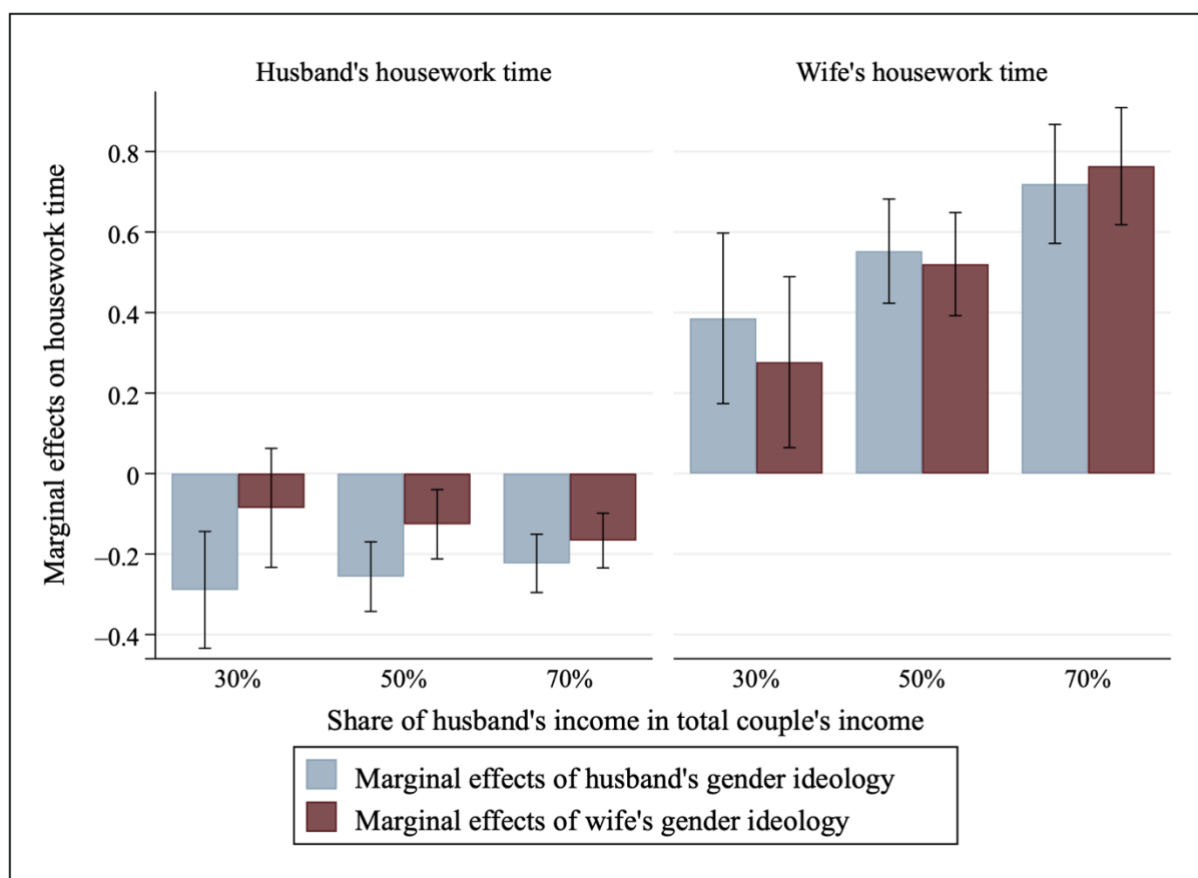 Husband's housework time
Wife's housework time
Marginal effects on housework time
0.8
0.6
0.4
0.2
0
–0.2
–0.4
30%
50%
70%
30%
50%
70%
Share of husband's income in total couple's income
Marginal effects of husband's gender ideology
Marginal effects of wife's gender ideology